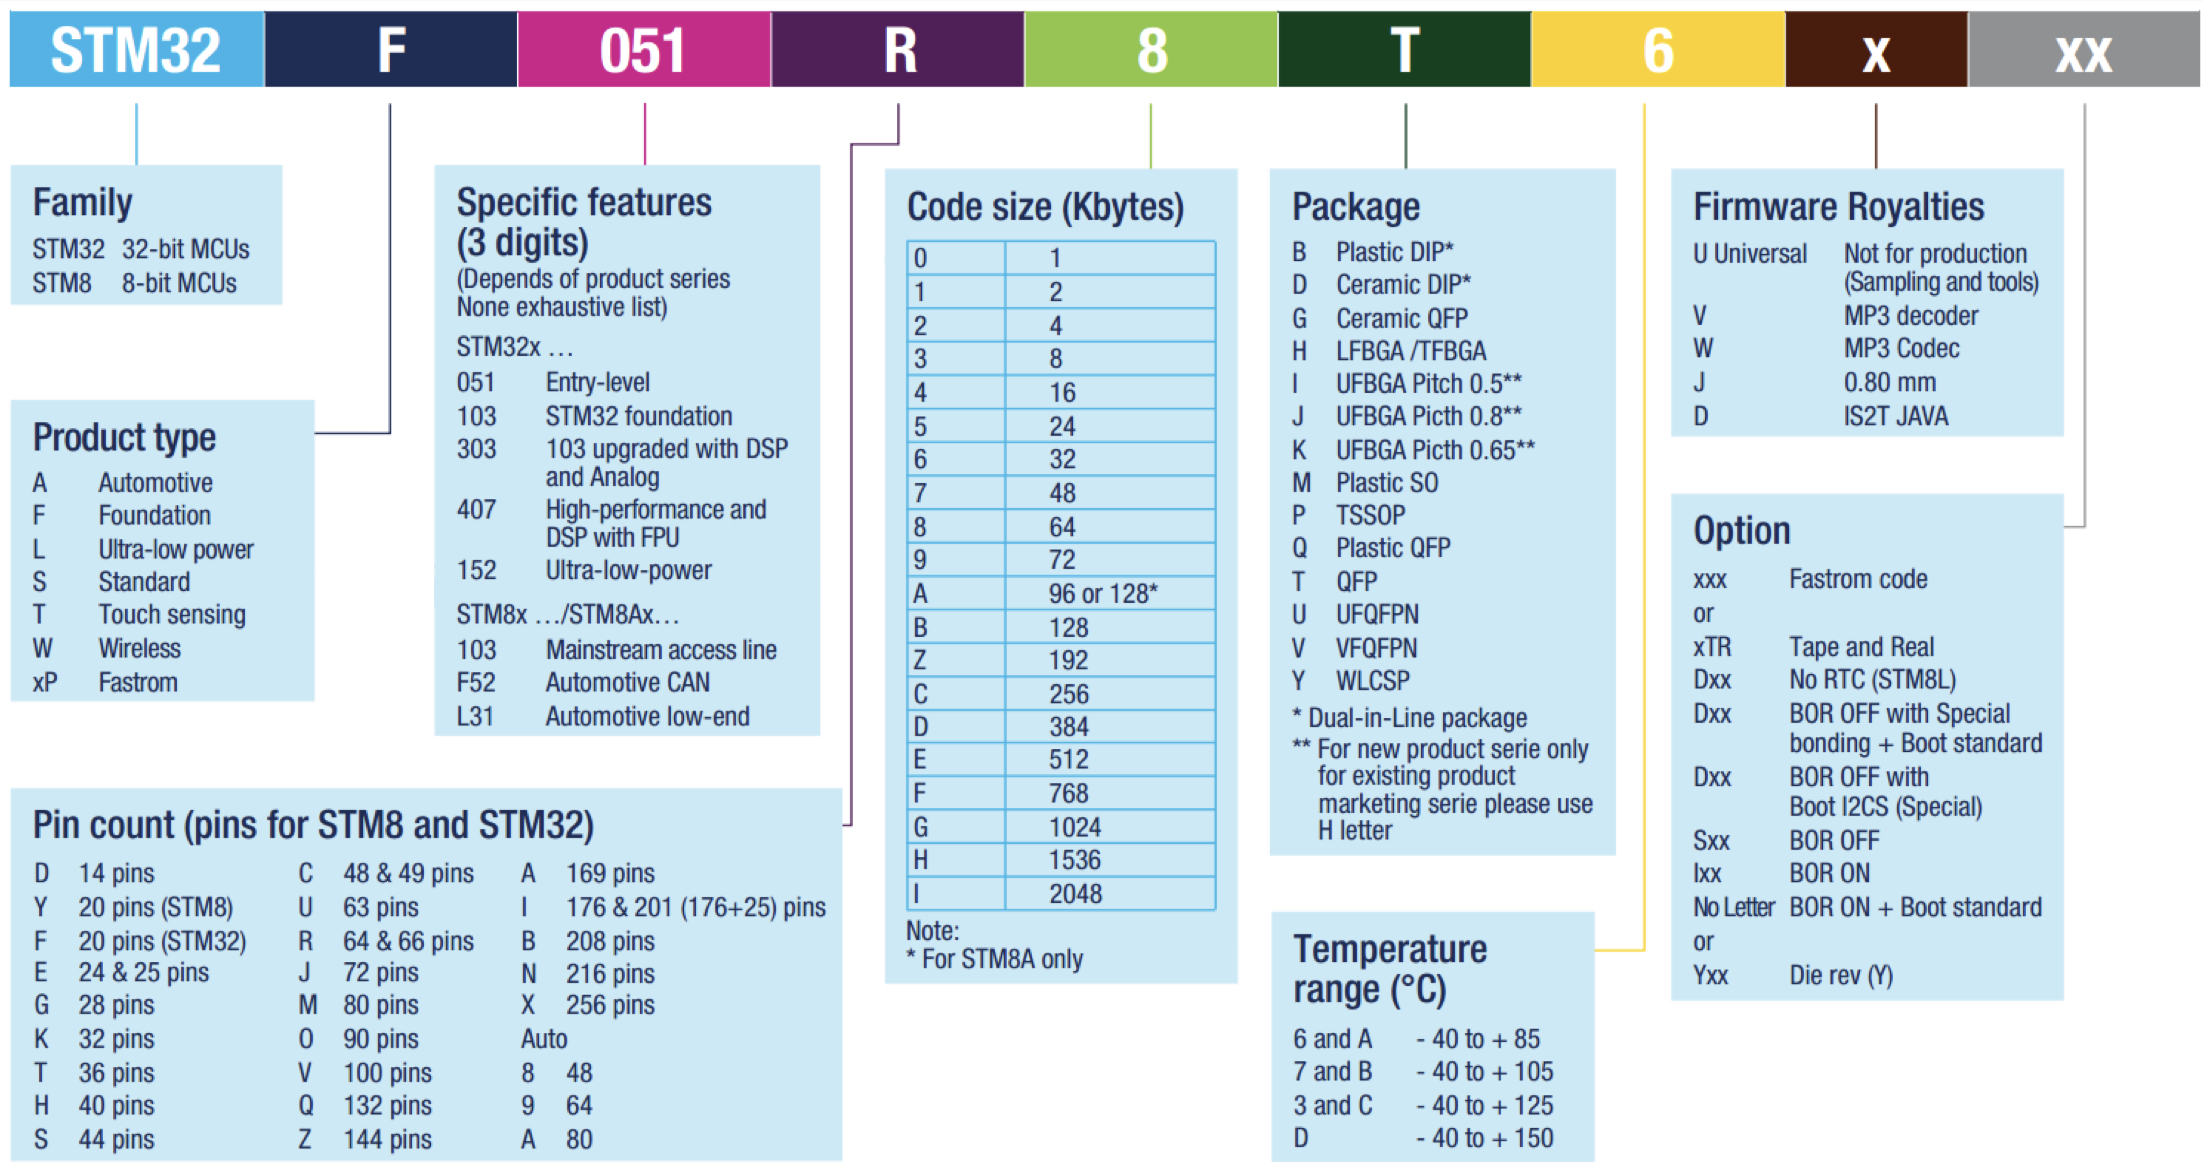 STM32 F 051 R 8 T 6 x xx
Family
STM32 32-bit MCUs
STM8 8-bit MCUs
Product type
A Automotive
F Foundation
L Ultra-low power
S Standard
T Touch sensing
W Wireless
xP Fastrom
Specific features
(3 digits)
(Depends of product series
None exhaustive list)
STM32x ...
051 Entry-level
103 STM32 foundation
303 103 upgraded with DSP
and Analog
407 High-performance and
DSP with FPU
152 Ultra-low-power
STM8x .../STM8Ax...
103 Mainstream access line
F52 Automotive CAN
L31 Automotive low-end
Pin count (pins for STM8 and STM32)
D 14 pins
Y 20 pins (STM8)
F 20 pins (STM32)
E 24 & 25 pins
G 28 pins
K 32 pins
T 36 pins
H 40 pins
S 44 pins
C 48 & 49 pins
U 63 pins
R 64 & 66 pins
J 72 pins
M 80 pins
O 90 pins
V 100 pins
Q 132 pins
Z 144 pins
A 169 pins
I 176 & 201 (176+25) pins
B 208 pins
N 216 pins
X 256 pins
Auto
8 48
9 64
A 80
Code size (Kbytes)
0 1
1 2
2 4
3 8
4 16
5 24
6 32
7 48
8 64
9 72
A 96 or 128*
B 128
Z 192
C 256
D 384
E 512
F 768
G 1024
H 1536
I 2048
Note:
* For STM8A only
Package
B Plastic DIP*
D Ceramic DIP*
G Ceramic QFP
H LFBGA /TFBGA
I UFBGA Pitch 0.5**
J UFBGA Picth 0.8**
K UFBGA Picth 0.65**
M Plastic SO
P TSSOP
Q Plastic QFP
T QFP
U UFQFPN
V VFQFPN
Y WLCSP
* Dual-in-Line package
** For new product serie only
for existing product
marketing serie please use
H letter
Temperature
range (°C)
6 and A - 40 to + 85
7 and B - 40 to + 105
3 and C - 40 to + 125
D - 40 to + 150
Firmware Royalties
U Universal Not for production
(Sampling and tools)
V MP3 decoder
W MP3 Codec
J 0.80 mm
D IS2T JAVA
Option
xxx Fastrom code
or
xTR Tape and Real
Dxx No RTC (STM8L)
Dxx BOR OFF with Special
bonding + Boot standard
Dxx BOR OFF with
Boot I2CS (Special)
Sxx BOR OFF
Ixx BOR ON
No Letter BOR ON + Boot standard
or
Yxx Die rev (Y)